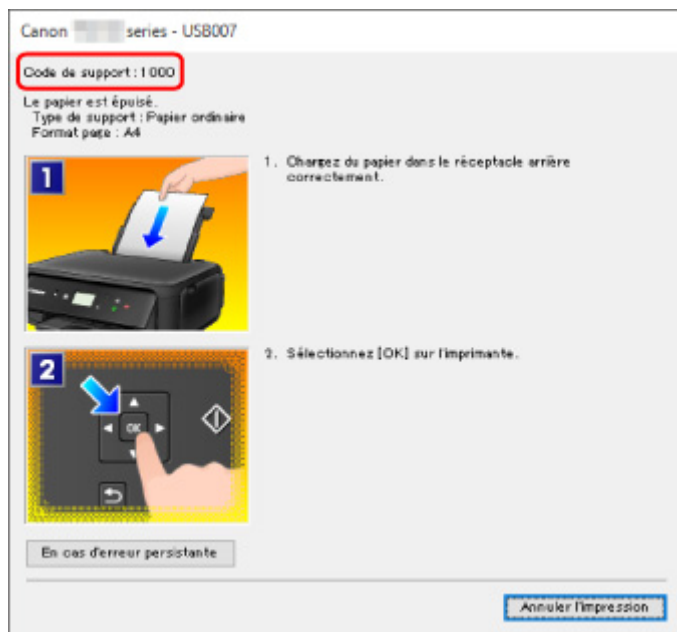 Canon series - USB007
Code de support : 1000
Le papier est épuisé.
Type de support : Papier ordinaire
Format page : A4
1
1. Chargez du papier dans le réceptacle arrière
correctement.
2
2. Sélectionnez [OK] sur l'imprimante.
OK
En cas d'erreur persistante
Annuler l'impression